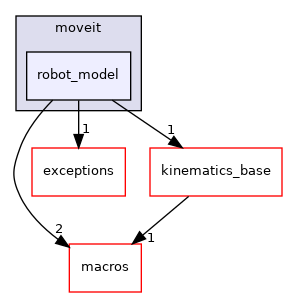 moveit
robot_model
1
1
exceptions
kinematics_base
2
1
macros